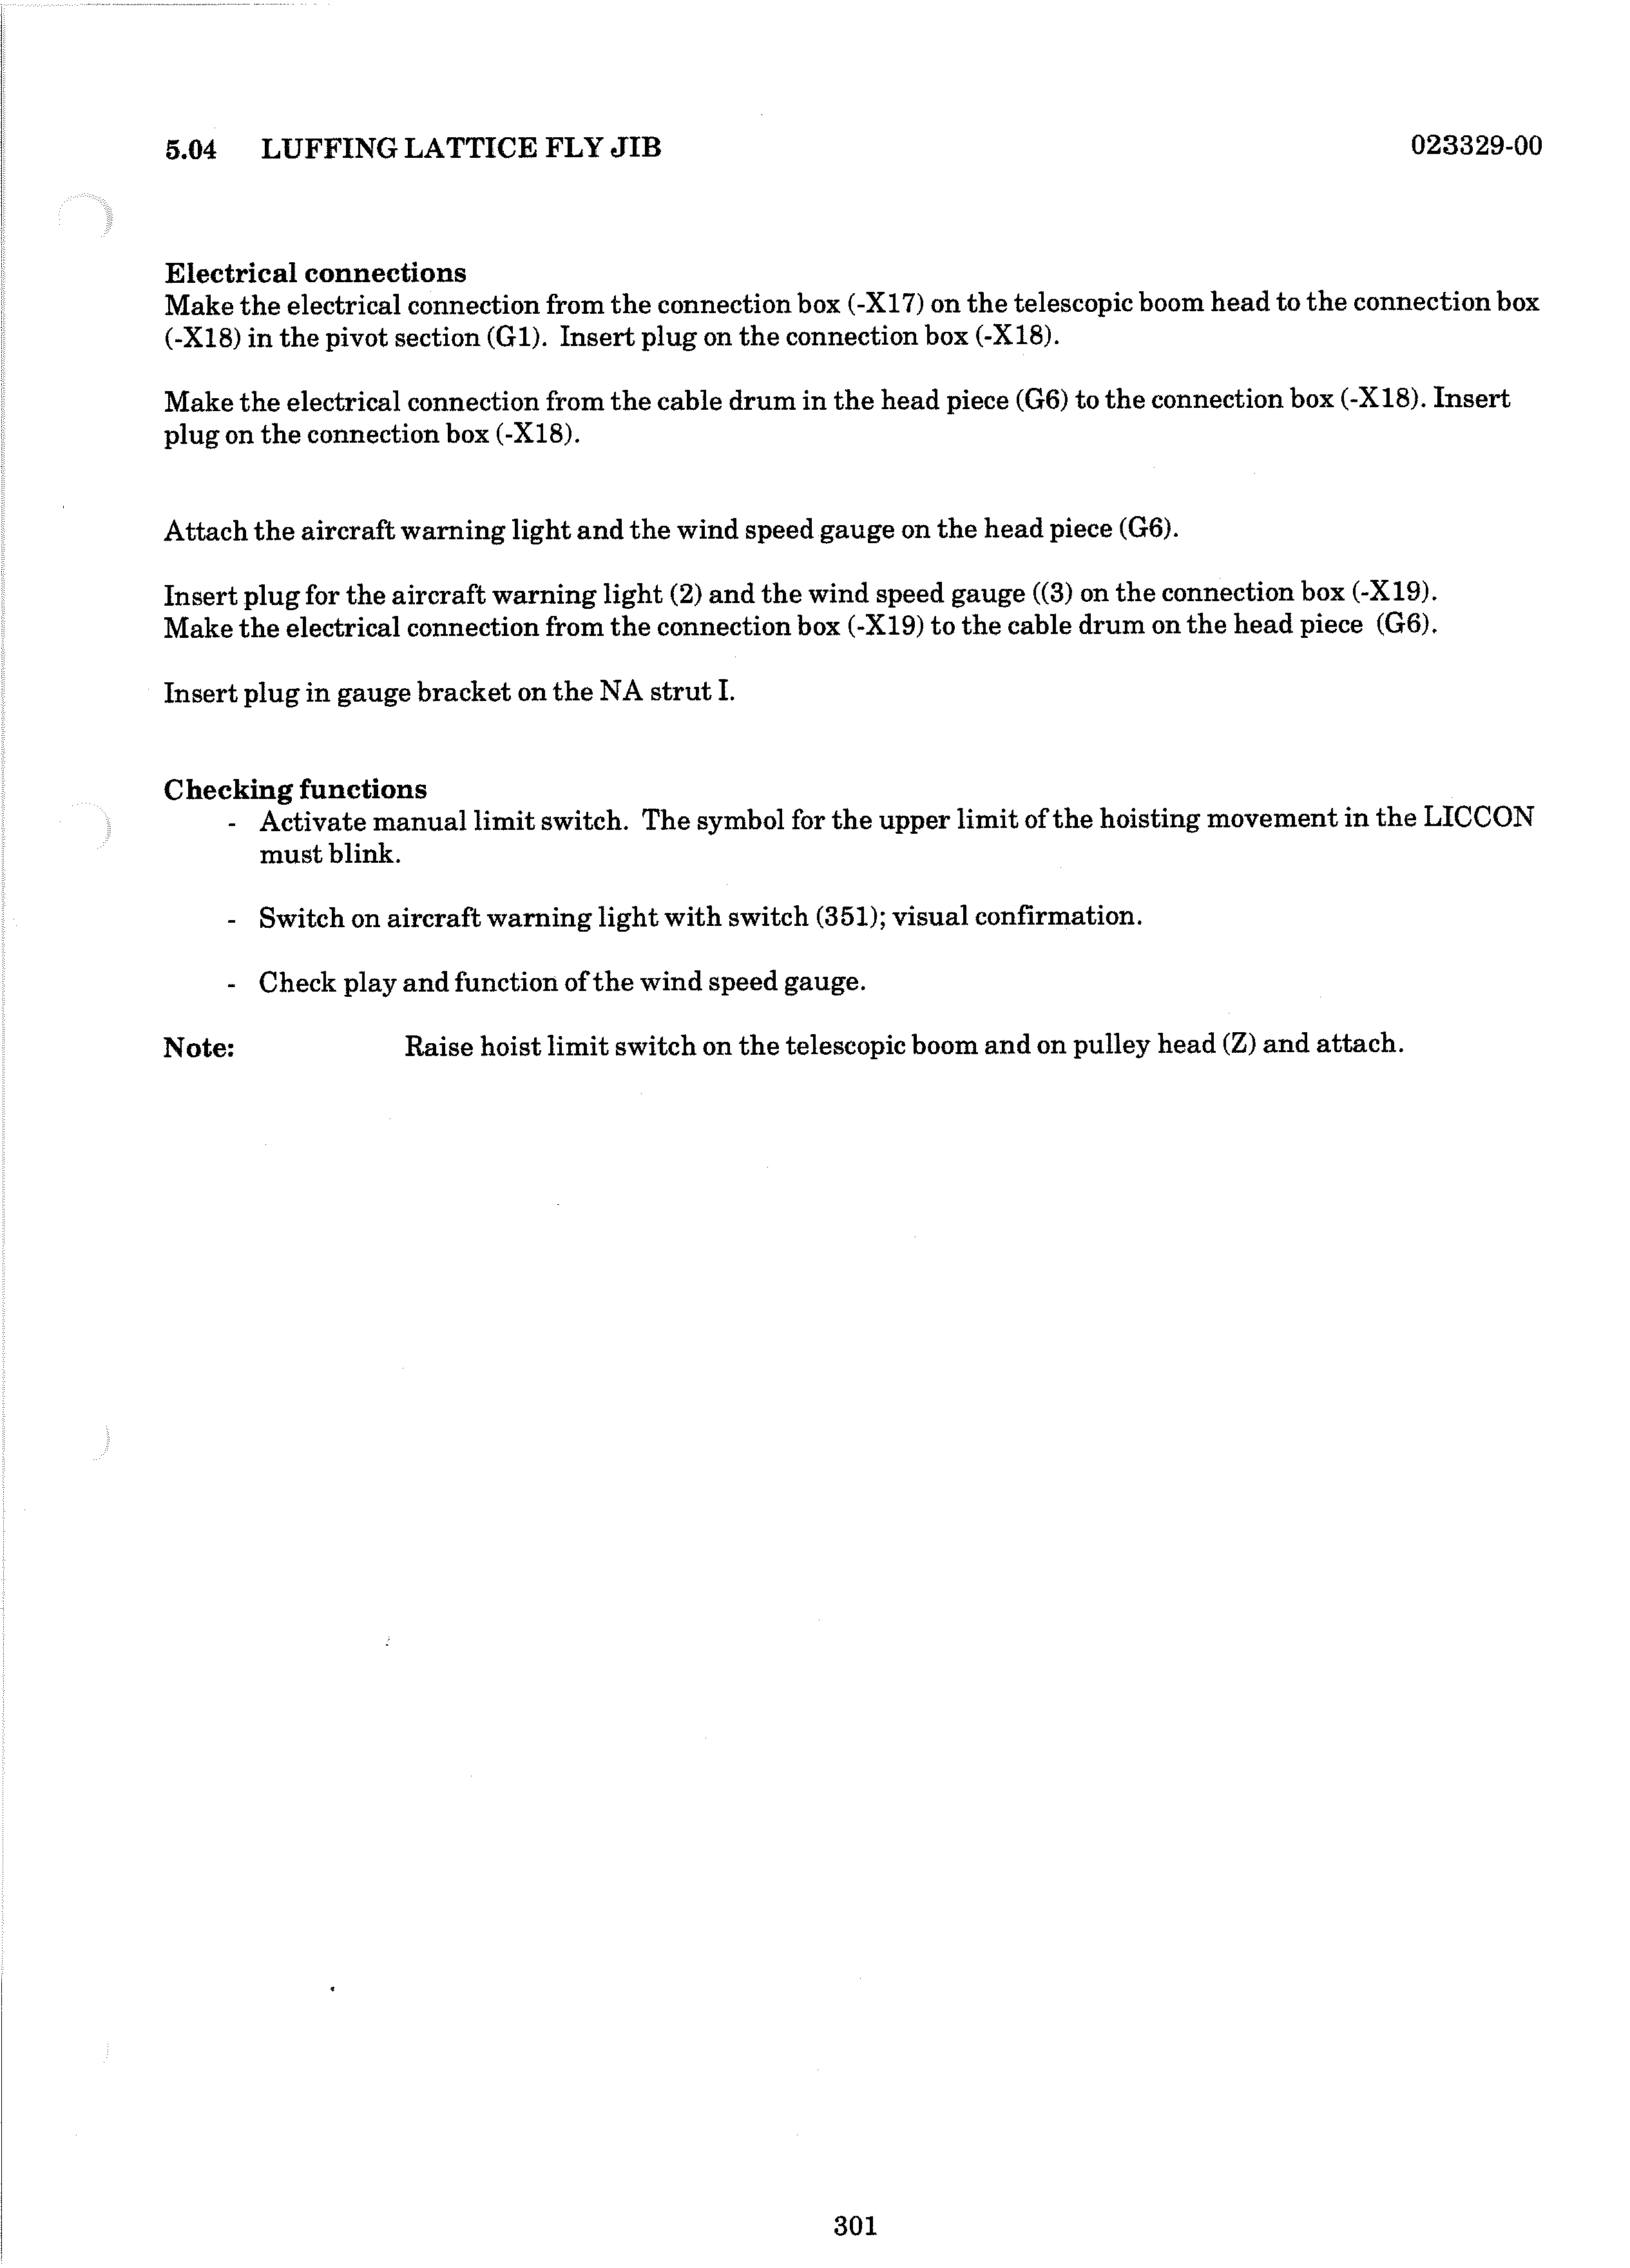 5.04 LUFFING LATTICE FLY JIB 023329-00
Electrical connections
Make the electrical connection from the connection box (-X17) on the telescopic boom head to the connection box
(-X18) in the pivot section (G1). Insert plug on the connection box (-X18).
Make the electrical connection from the cable drum in the head piece (G6) to the connection box (-X18). Insert
plug on the connection box (-X18).
Attach the aircraft warning light and the wind speed gauge on the head piece (G6).
Insert plug for the aircraft warning light (2) and the wind speed gauge ((3) on the connection box (-X19).
Make the electrical connection from the connection box (-X19) to the cable drum on the head piece (G6).
Insert plug in gauge bracket on the NA strut I.
Checking functions
- Activate manual limit switch. The symbol for the upper limit of the hoisting movement in the LICCON
must blink.
- Switch on aircraft warning light with switch (351); visual confirmation.
- Check play and function of the wind speed gauge.
Note: Raise hoist limit switch on the telescopic boom and on pulley head (Z) and attach.
301